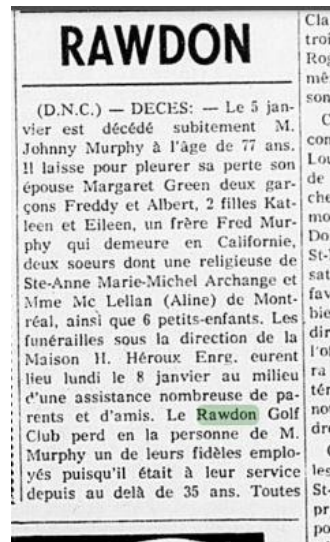 RAWDON
(D.N.C.) — DECES: — Le 5 jan-
vier est décédé subitement M.
Johnny Murphy à l'âge de 77 ans.
Il laisse pour pleurer sa perte son
épouse Margaret Green deux gar-
çons Freddy et Albert, 2 filles Kat-
leen et Eileen, un frère Fred Mur-
phy qui demeure en Californie,
deux soeurs dont une religieuse de
Ste-Anne Marie-Michel Archange et
Mme Mc Lellan (Aline) de Mont-
réal, ainsi que 6 petits-enfants. Les
funérailles sous la direction de la
Maison H. Héroux Enrg. eurent
lieu lundi le 8 janvier au milieu
d'une assistance nombreuse de pa-
rents et d'amis. Le Rawdon Golf
Club perd en la personne de M.
Murphy un de leurs fidèles emplo-
yés puisqu'il était à leur service
depuis au delà de 35 ans. Toutes